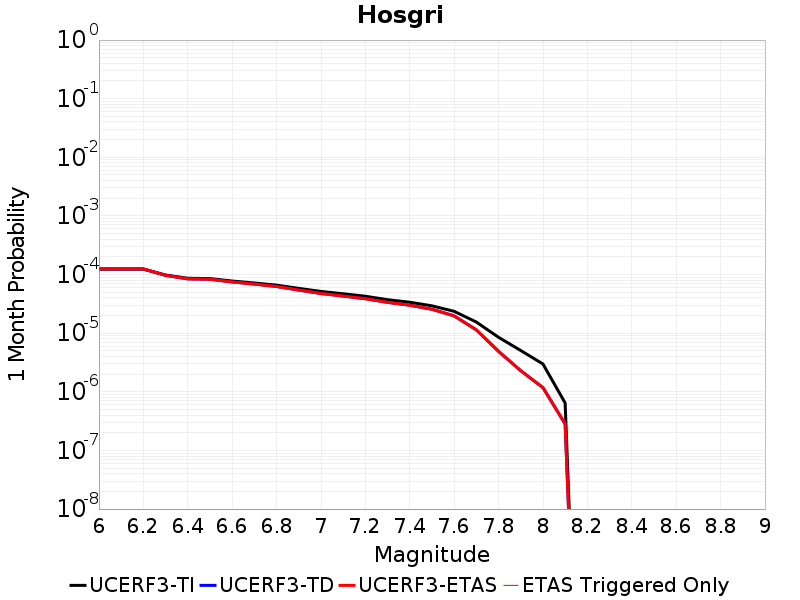 Hosgri
10^0
10^-1
10^-2
10^-3
10^-4
10^-5
10^-6
10^-7
10^-8
1 Month Probability
6 6.2 6.4 6.6 6.8 7 7.2 7.4 7.6 7.8 8 8.2 8.4 8.6 8.8 9
Magnitude
UCERF3-TI UCERF3-TD UCERF3-ETAS ETAS Triggered Only